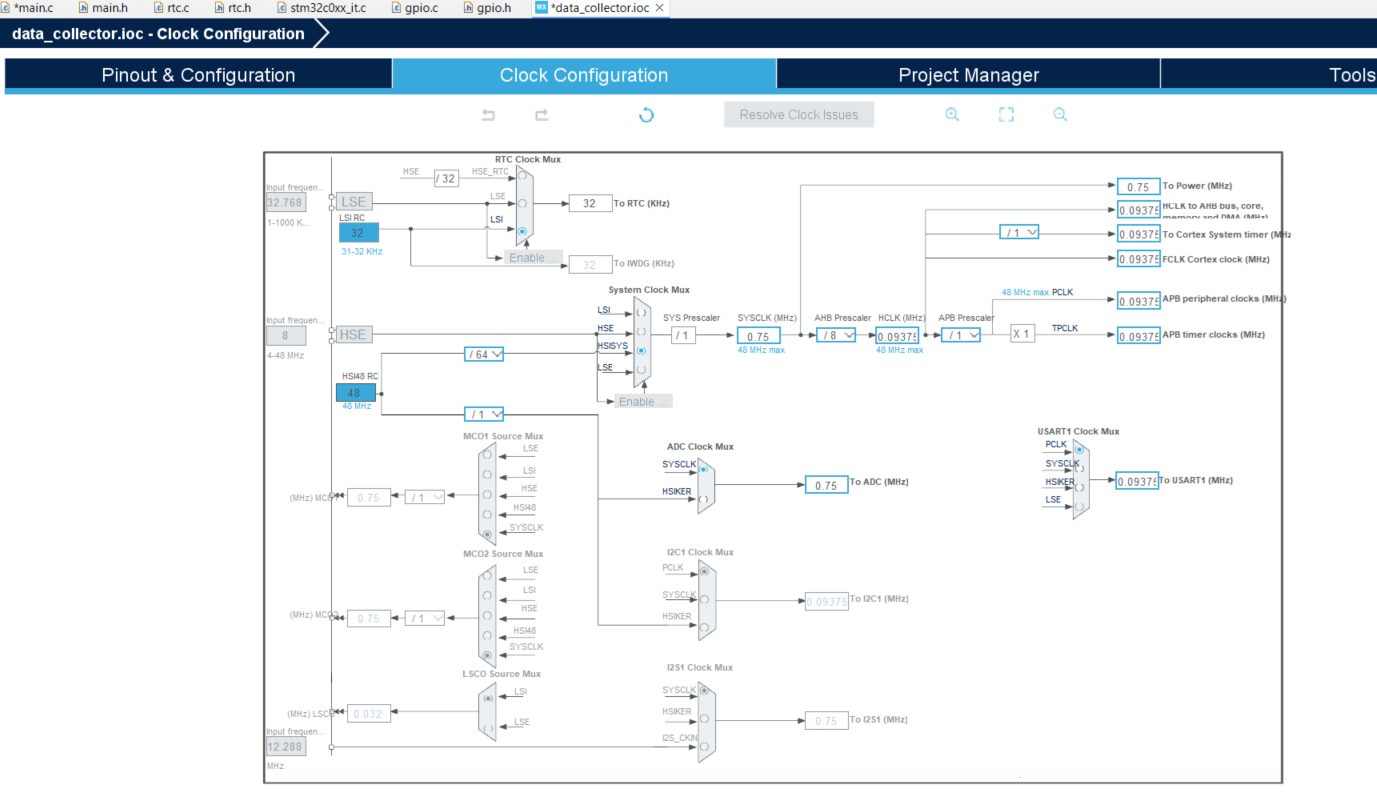 *main.c main.h rtc.c rtc.h stm32c0xx_it.c gpio.c gpio.h MX *data_collector.ioc
data_collector.ioc - Clock Configuration
Pinout & Configuration Clock Configuration Project Manager Tools
Resolve Clock Issues
RTC Clock Mux
HSE / 32 HSE_RTC
Input frequen...
32.768
1-1000 K...
LSE
LSE
LSI RC
32
31-32 KHz
LSI
32 To RTC (KHz)
Enable ...
32 To IWDG (KHz)
0.75 To Power (MHz)
0.09375 HCLK to AHB bus, core,
memory and DMA (MHz)
/ 1 0.09375 To Cortex System timer (MHz
0.09375 FCLK Cortex clock (MHz)
System Clock Mux
Input frequen...
8
4-48 MHz
HSE
LSI
HSE
HSISYS
LSE
Enable ...
SYS Prescaler
/ 1
SYSCLK (MHz)
0.75
48 MHz max
AHB Prescaler
/ 8
HCLK (MHz)
0.09375
48 MHz max
APB Prescaler
/ 1
48 MHz max PCLK
0.09375 APB peripheral clocks (MHz)
X 1 TPCLK
0.09375 APB timer clocks (MHz)
HSI48 RC
48
48 MHz
/ 64
/ 1
MCO1 Source Mux
LSE
LSI
HSE
HSI48
SYSCLK
(MHz) MCO1 0.75 / 1
ADC Clock Mux
SYSCLK
HSIKER
0.75 To ADC (MHz)
USART1 Clock Mux
PCLK
SYSCLK
HSIKER
LSE
0.09375 To USART1 (MHz)
MCO2 Source Mux
LSE
LSI
HSE
HSI48
SYSCLK
(MHz) MCO2 0.75 / 1
I2C1 Clock Mux
PCLK
SYSCLK
HSIKER
0.09375 To I2C1 (MHz)
LSCO Source Mux
LSI
LSE
(MHz) LSCO 0.032
I2S1 Clock Mux
SYSCLK
HSIKER
I2S_CKIN
0.75 To I2S1 (MHz)
Input frequen...
12.288
MHz